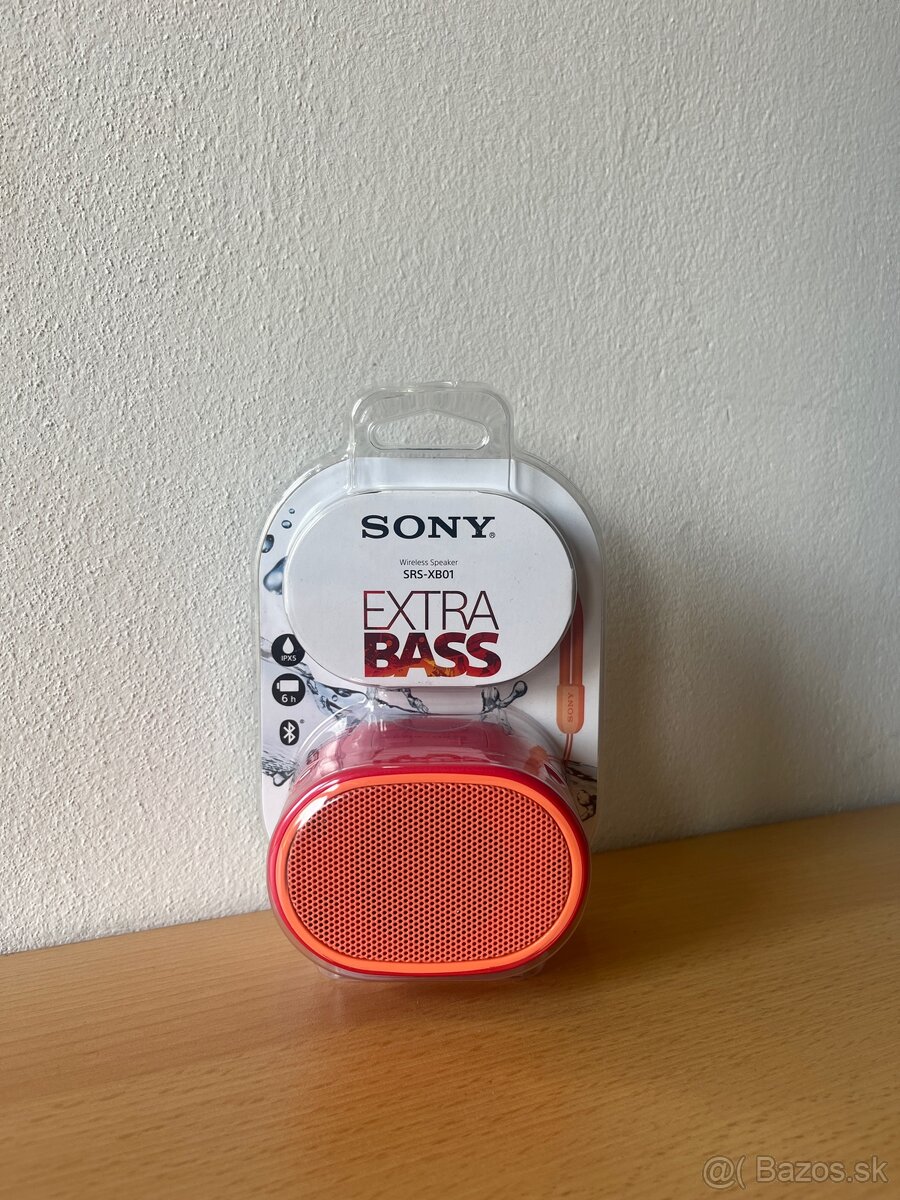 SONY®
Wireless Speaker
SRS-XB01
EXTRA
BASS
IPX5
6 h
SONY
@( Bazos.sk